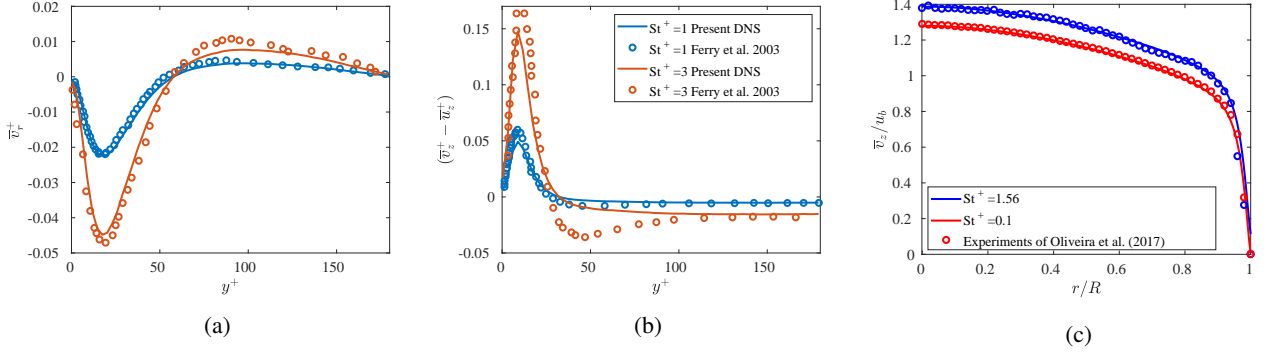 0.02
0.01
0
-0.01
-0.02
-0.03
-0.04
-0.05
0
50
100
150
y⁺
v̅ᵣ⁺
(a)
0.15
0.1
0.05
0
-0.05
0
50
100
150
y⁺
(v̅_z⁺ − u̅_z⁺)
St⁺=1 Present DNS
St⁺=1 Ferry et al. 2003
St⁺=3 Present DNS
St⁺=3 Ferry et al. 2003
(b)
1.4
1.2
1
0.8
0.6
0.4
0.2
0
0
0.2
0.4
0.6
0.8
1
r/R
v̅_z/u_b
St⁺=1.56
St⁺=0.1
Experiments of Oliveira et al. (2017)
(c)